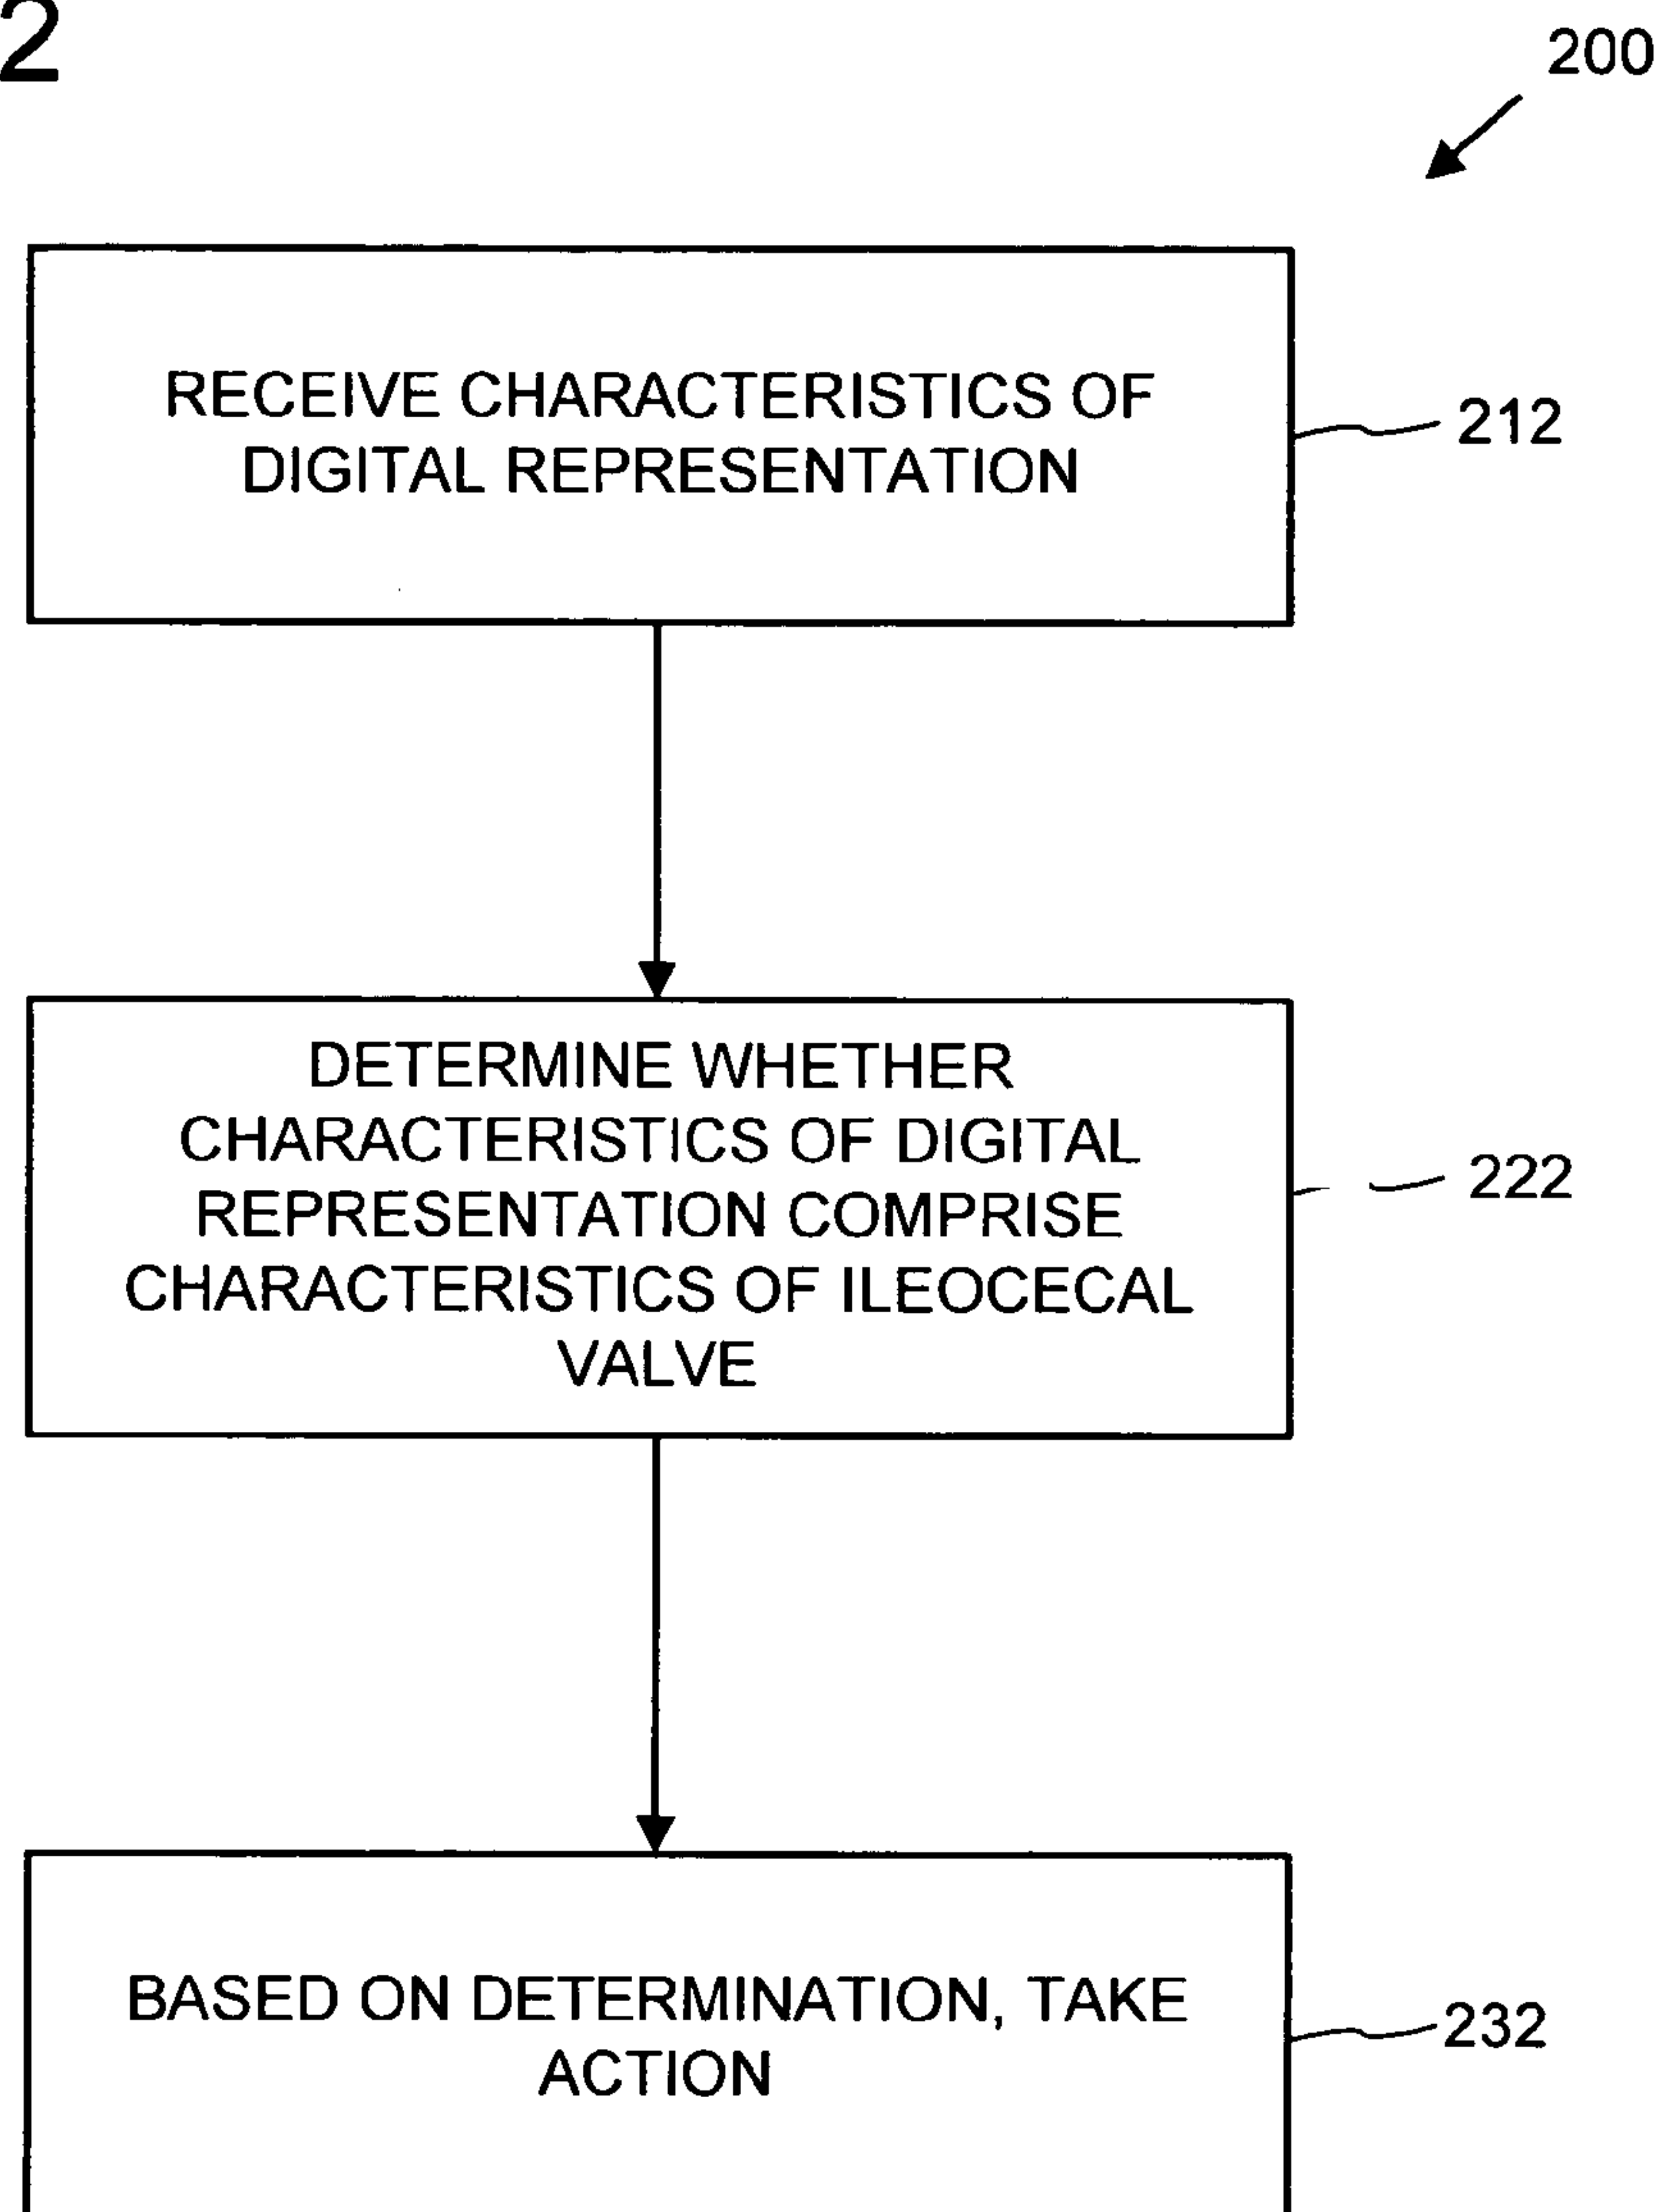 2
200
RECEIVE CHARACTERISTICS OF
DIGITAL REPRESENTATION
212
DETERMINE WHETHER
CHARACTERISTICS OF DIGITAL
REPRESENTATION COMPRISE
CHARACTERISTICS OF ILEOCECAL
VALVE
222
BASED ON DETERMINATION, TAKE
ACTION
232